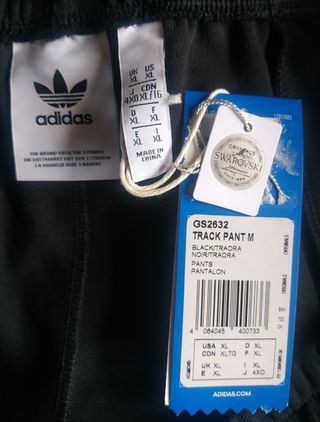 adidas
THE BRAND WITH THE 3 STRIPES
DIE WELTMARKE MIT DEN 3 STREIFEN
LA MARQUE AUX 3 BANDES
UK US
XL XL
J CDN
4XO XL/TG
D F
XL XL
E I
XL XL
MADE IN
CHINA
SWAROVSKI
GS2632
TRACK PANT M
BLACK/TRAORA
NOIR/TRAORA
PANTS
PANTALON
4 064045 400733
USA XL D XL
CDN XLTG F XL
UK XL I XL
E XL J 4XO
ADIDAS.COM